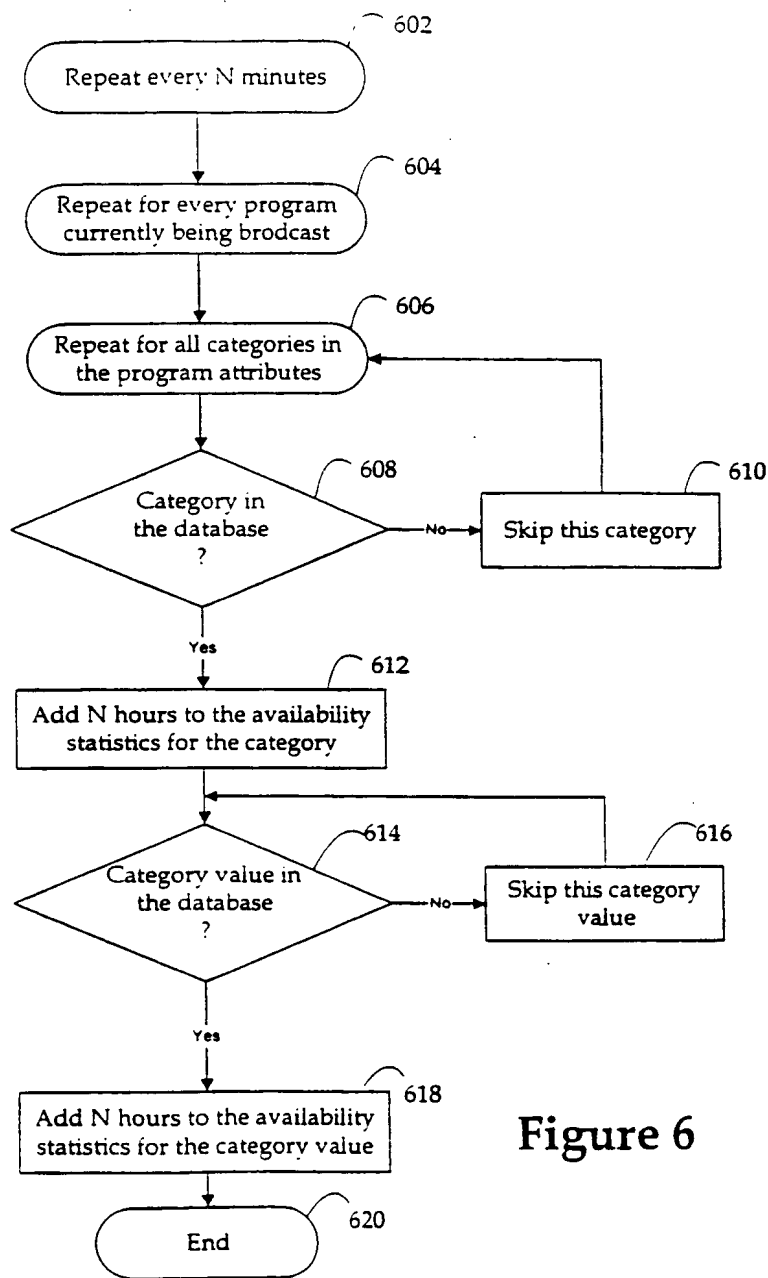 602
Repeat every N minutes
604
Repeat for every program
currently being brodcast
606
Repeat for all categories in
the program attributes
608
Category in
the database
?
No
610
Skip this category
Yes
612
Add N hours to the availability
statistics for the category
614
Category value in
the database
?
No
616
Skip this category
value
Yes
618
Add N hours to the availability
statistics for the category value
620
End
Figure 6